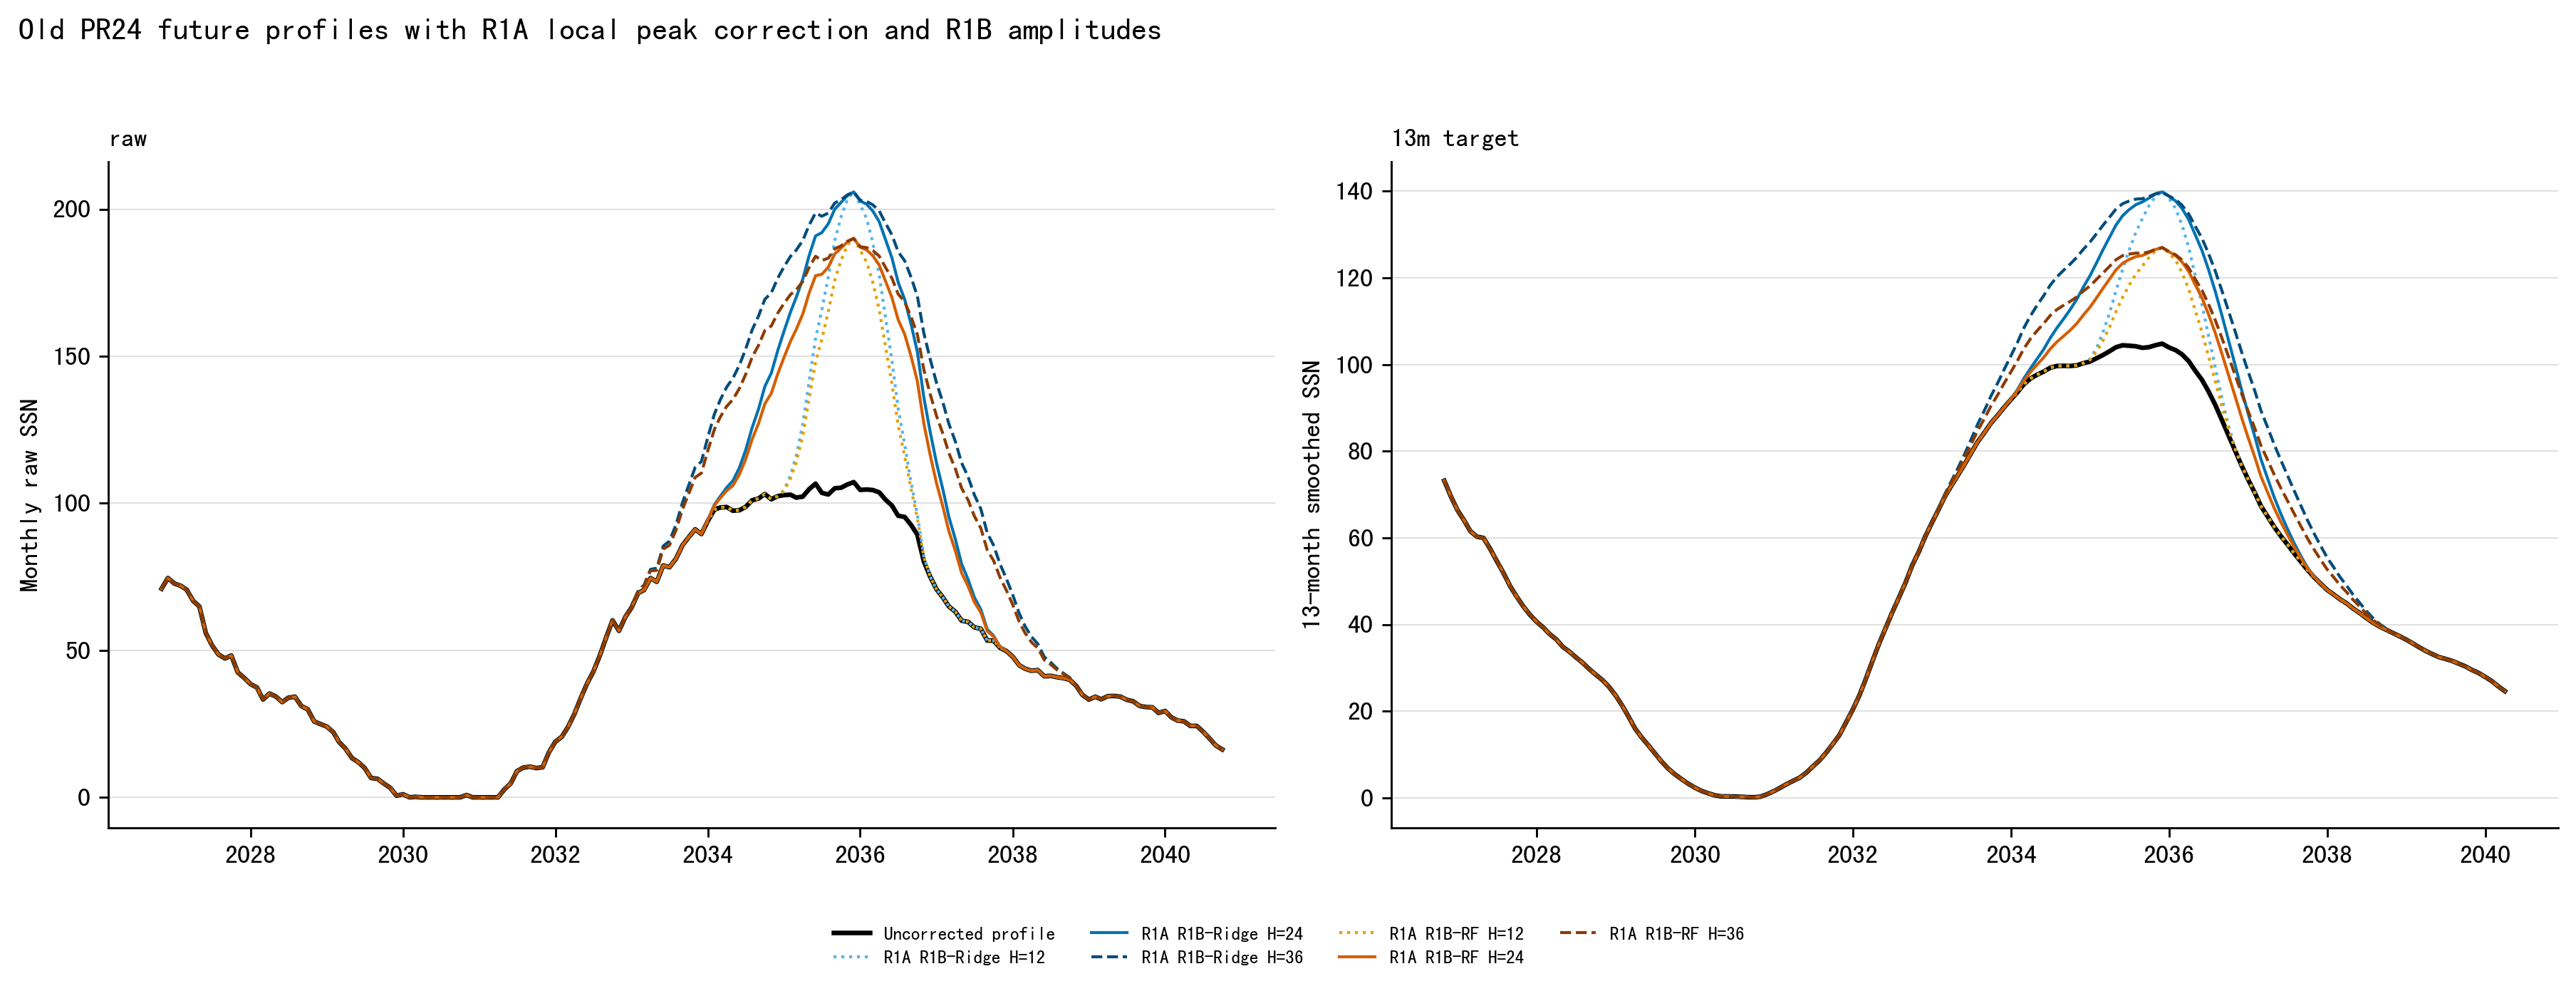 Old PR24 future profiles with R1A local peak correction and R1B amplitudes
raw
Monthly raw SSN
200
150
100
50
0
2028 2030 2032 2034 2036 2038 2040
13m target
13-month smoothed SSN
140
120
100
80
60
40
20
0
2028 2030 2032 2034 2036 2038 2040
Uncorrected profile R1A R1B-Ridge H=24 R1A R1B-RF H=12 R1A R1B-RF H=36
R1A R1B-Ridge H=12 R1A R1B-Ridge H=36 R1A R1B-RF H=24